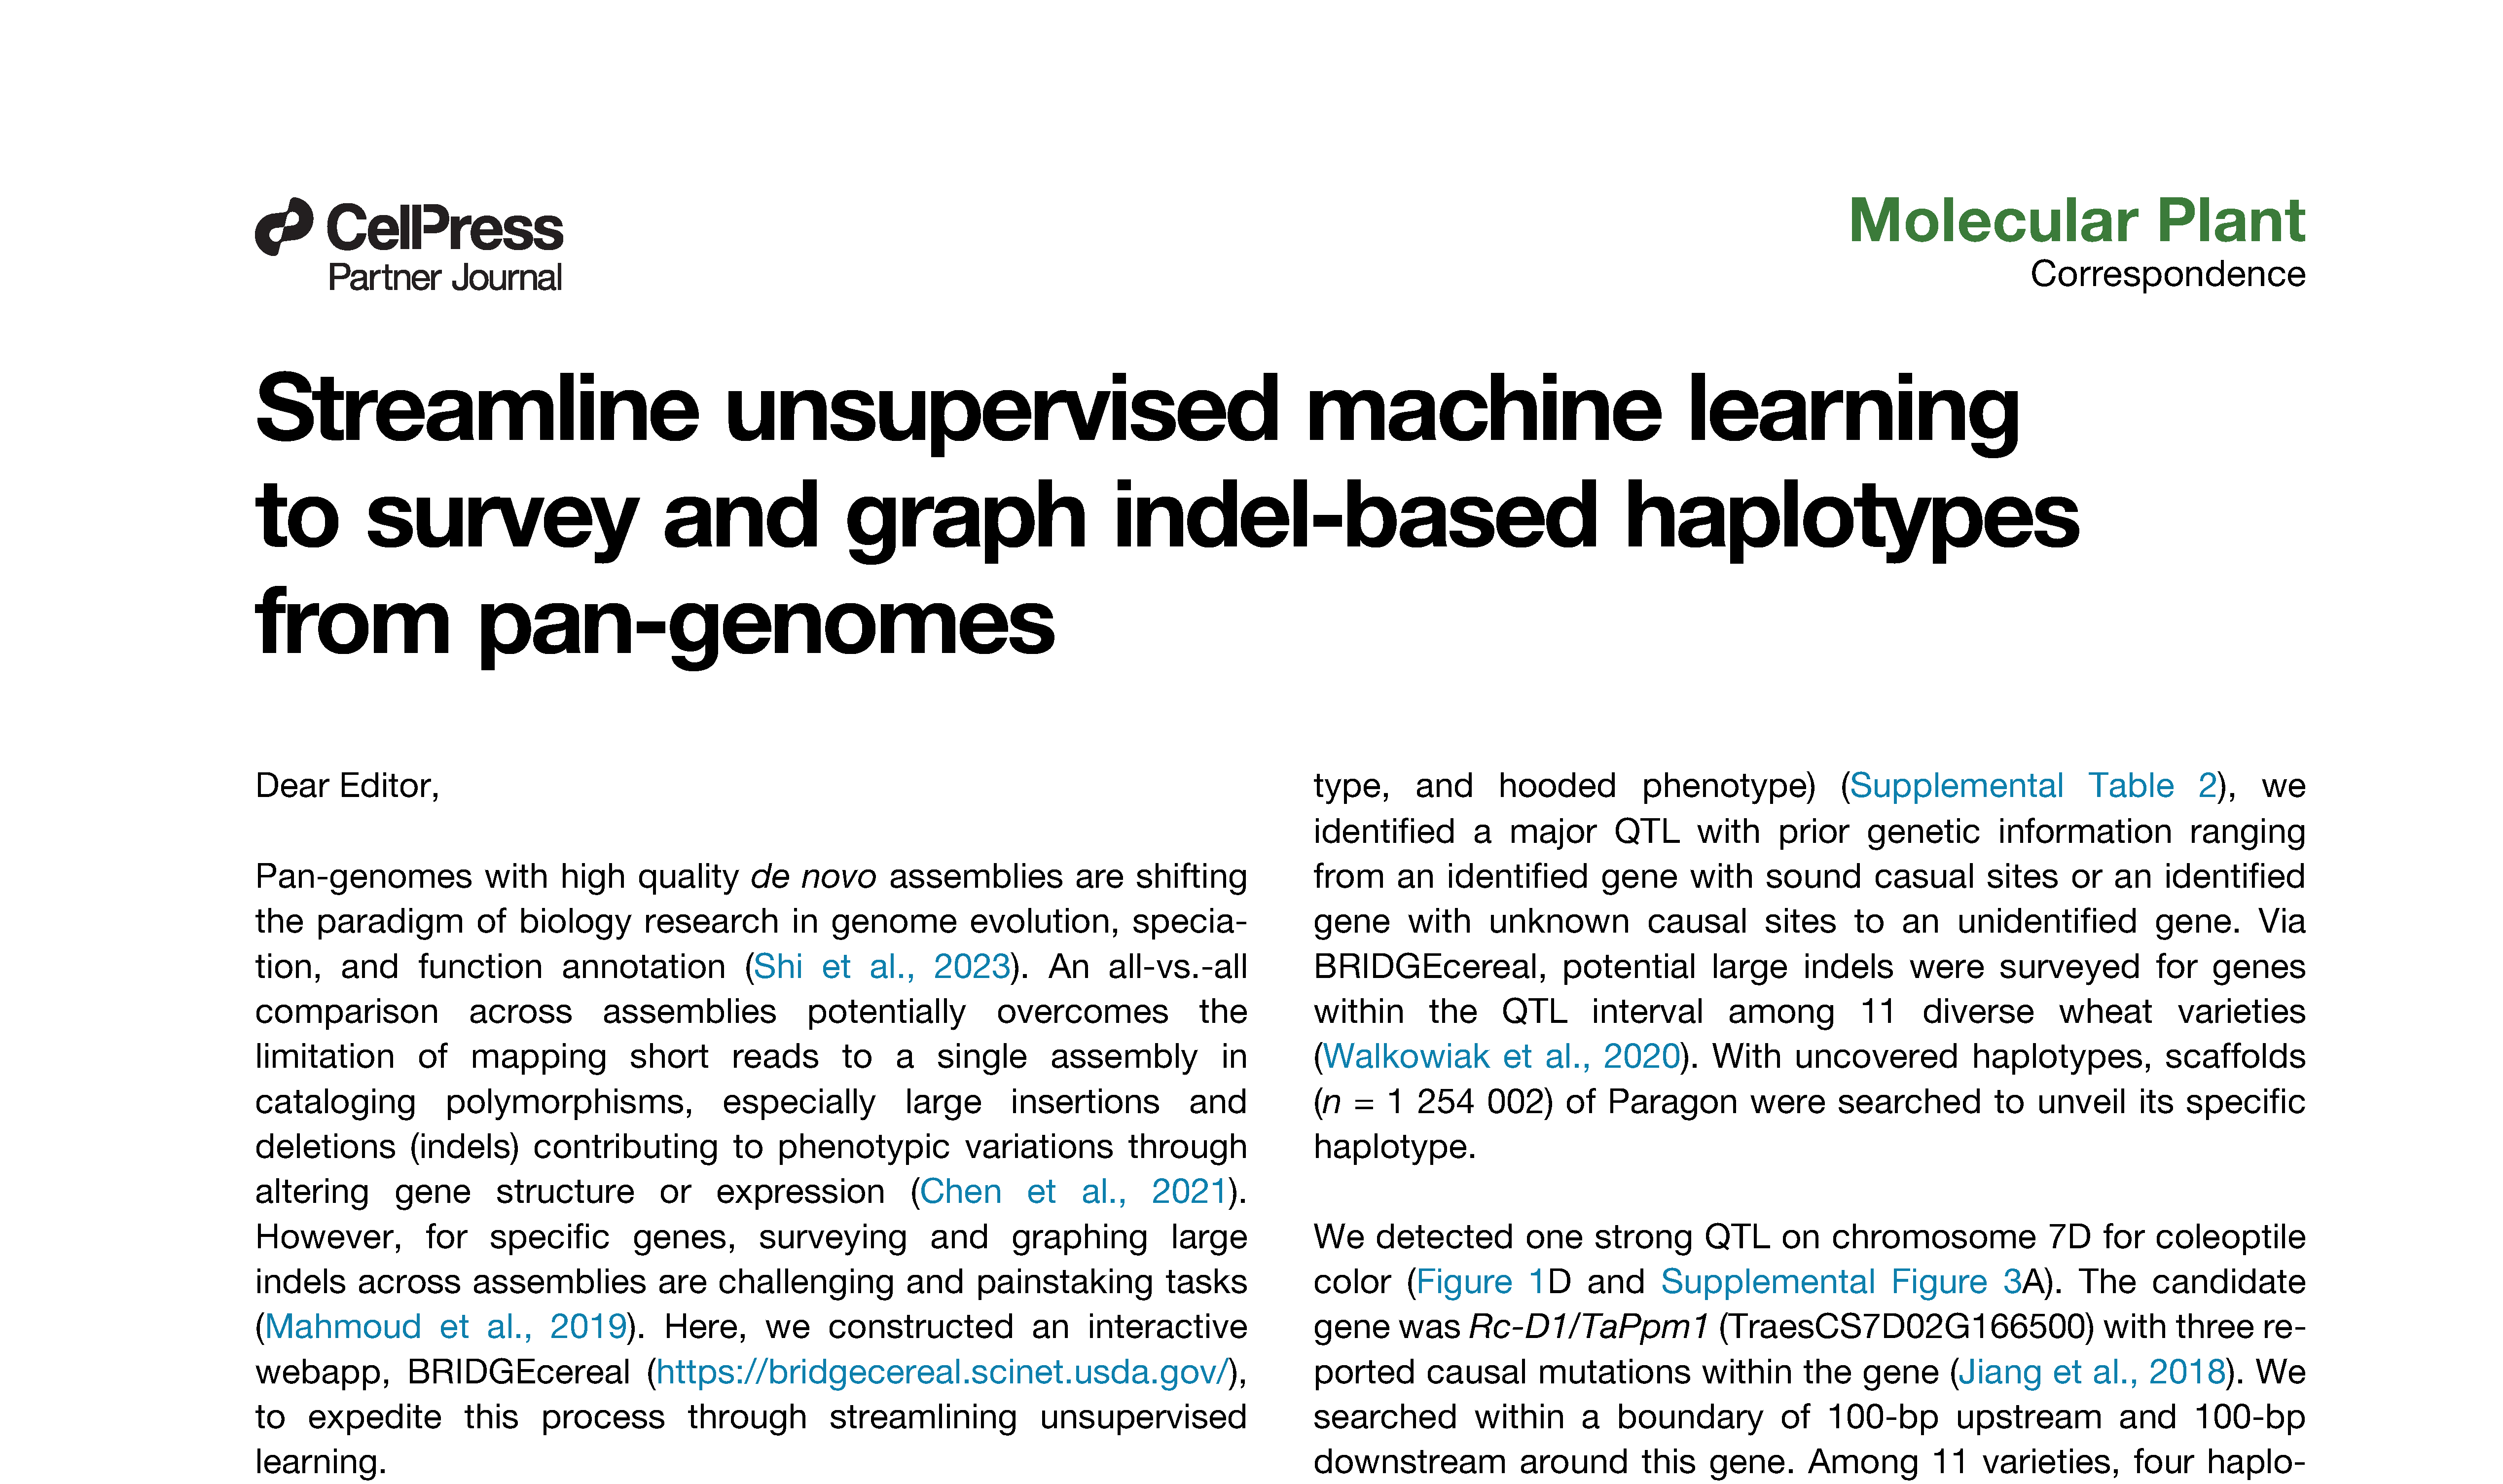 CellPress
Partner Journal
Molecular Plant
Correspondence
Streamline unsupervised machine learning
to survey and graph indel-based haplotypes
from pan-genomes
Dear Editor,
Pan-genomes with high quality de novo assemblies are shifting
the paradigm of biology research in genome evolution, specia-
tion, and function annotation (Shi et al., 2023). An all-vs.-all
comparison across assemblies potentially overcomes the
limitation of mapping short reads to a single assembly in
cataloging polymorphisms, especially large insertions and
deletions (indels) contributing to phenotypic variations through
altering gene structure or expression (Chen et al., 2021).
However, for specific genes, surveying and graphing large
indels across assemblies are challenging and painstaking tasks
(Mahmoud et al., 2019). Here, we constructed an interactive
webapp, BRIDGEcereal (https://bridgecereal.scinet.usda.gov/),
to expedite this process through streamlining unsupervised
learning.
type, and hooded phenotype) (Supplemental Table 2), we
identified a major QTL with prior genetic information ranging
from an identified gene with sound casual sites or an identified
gene with unknown causal sites to an unidentified gene. Via
BRIDGEcereal, potential large indels were surveyed for genes
within the QTL interval among 11 diverse wheat varieties
(Walkowiak et al., 2020). With uncovered haplotypes, scaffolds
(n = 1 254 002) of Paragon were searched to unveil its specific
haplotype.
We detected one strong QTL on chromosome 7D for coleoptile
color (Figure 1D and Supplemental Figure 3A). The candidate
gene was Rc-D1/TaPpm1 (TraesCS7D02G166500) with three re-
ported causal mutations within the gene (Jiang et al., 2018). We
searched within a boundary of 100-bp upstream and 100-bp
downstream around this gene. Among 11 varieties, four haplo-